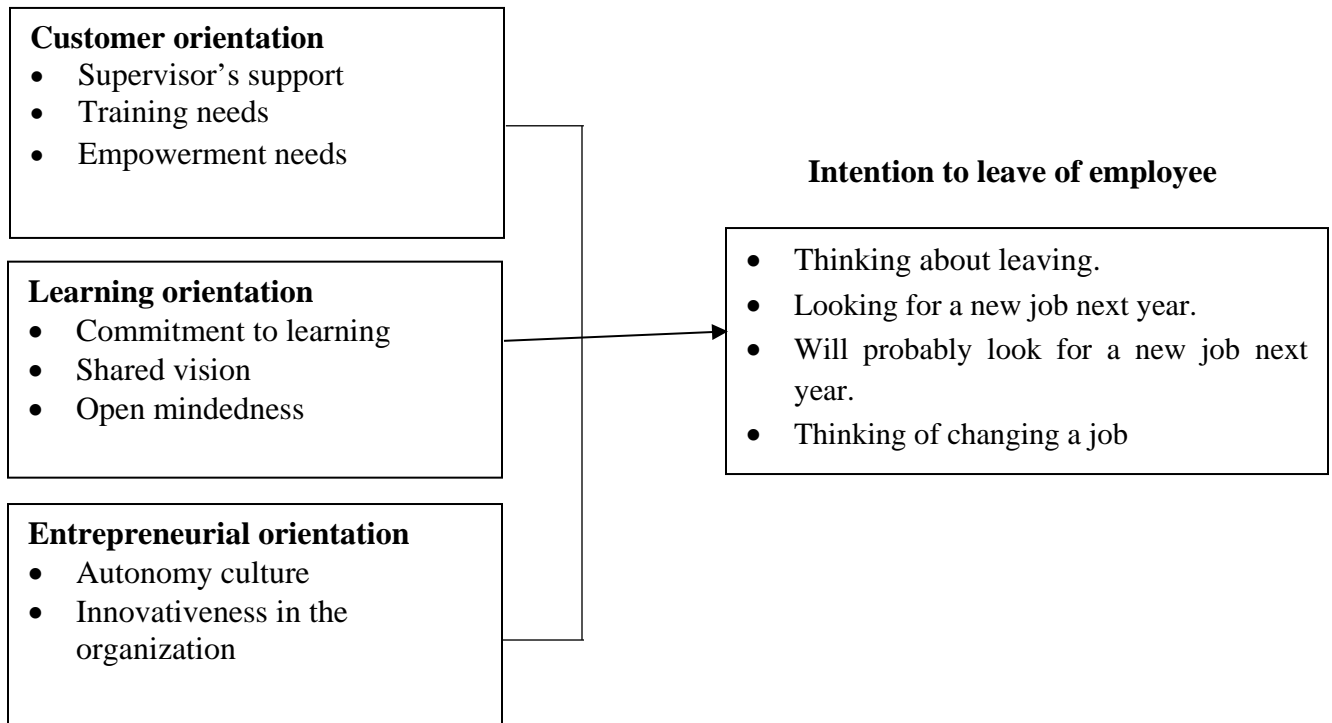 Customer orientation
• Supervisor’s support
• Training needs
• Empowerment needs
Learning orientation
• Commitment to learning
• Shared vision
• Open mindedness
Entrepreneurial orientation
• Autonomy culture
• Innovativeness in the
organization
Intention to leave of employee
• Thinking about leaving.
• Looking for a new job next year.
• Will probably look for a new job next
year.
• Thinking of changing a job